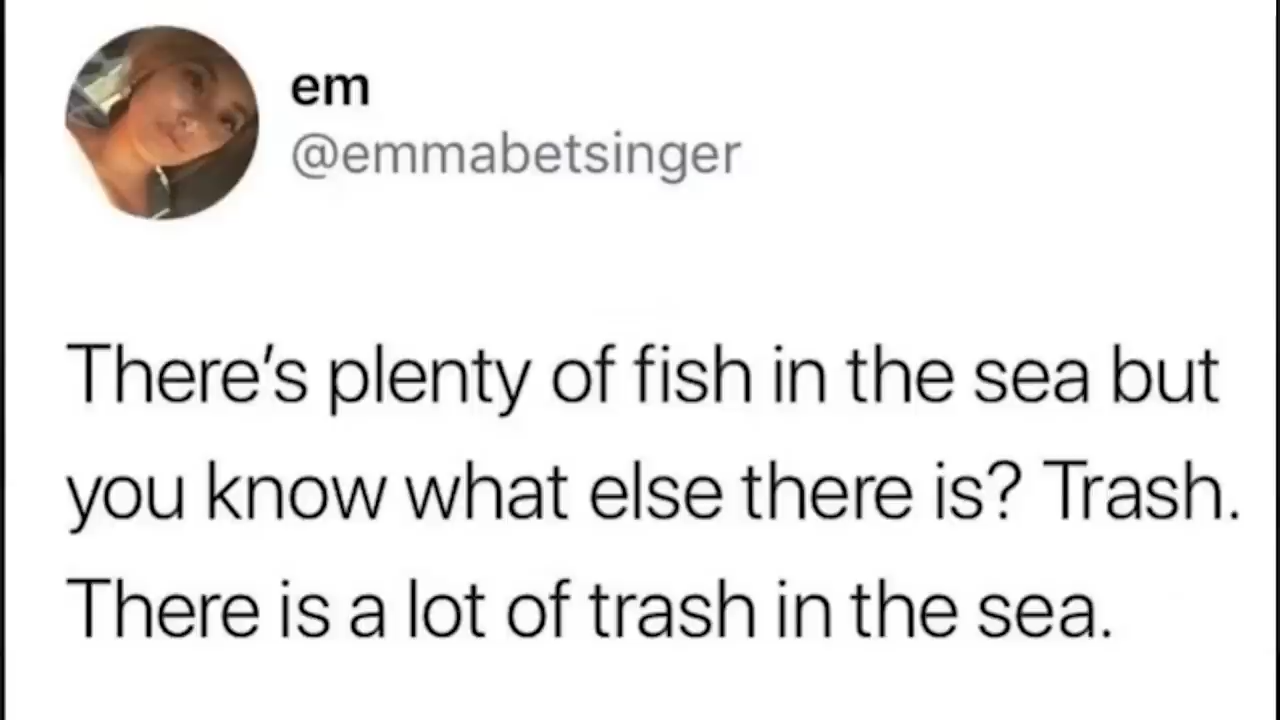 em
@emmabetsinger
There’s plenty of fish in the sea but
you know what else there is? Trash.
There is a lot of trash in the sea.